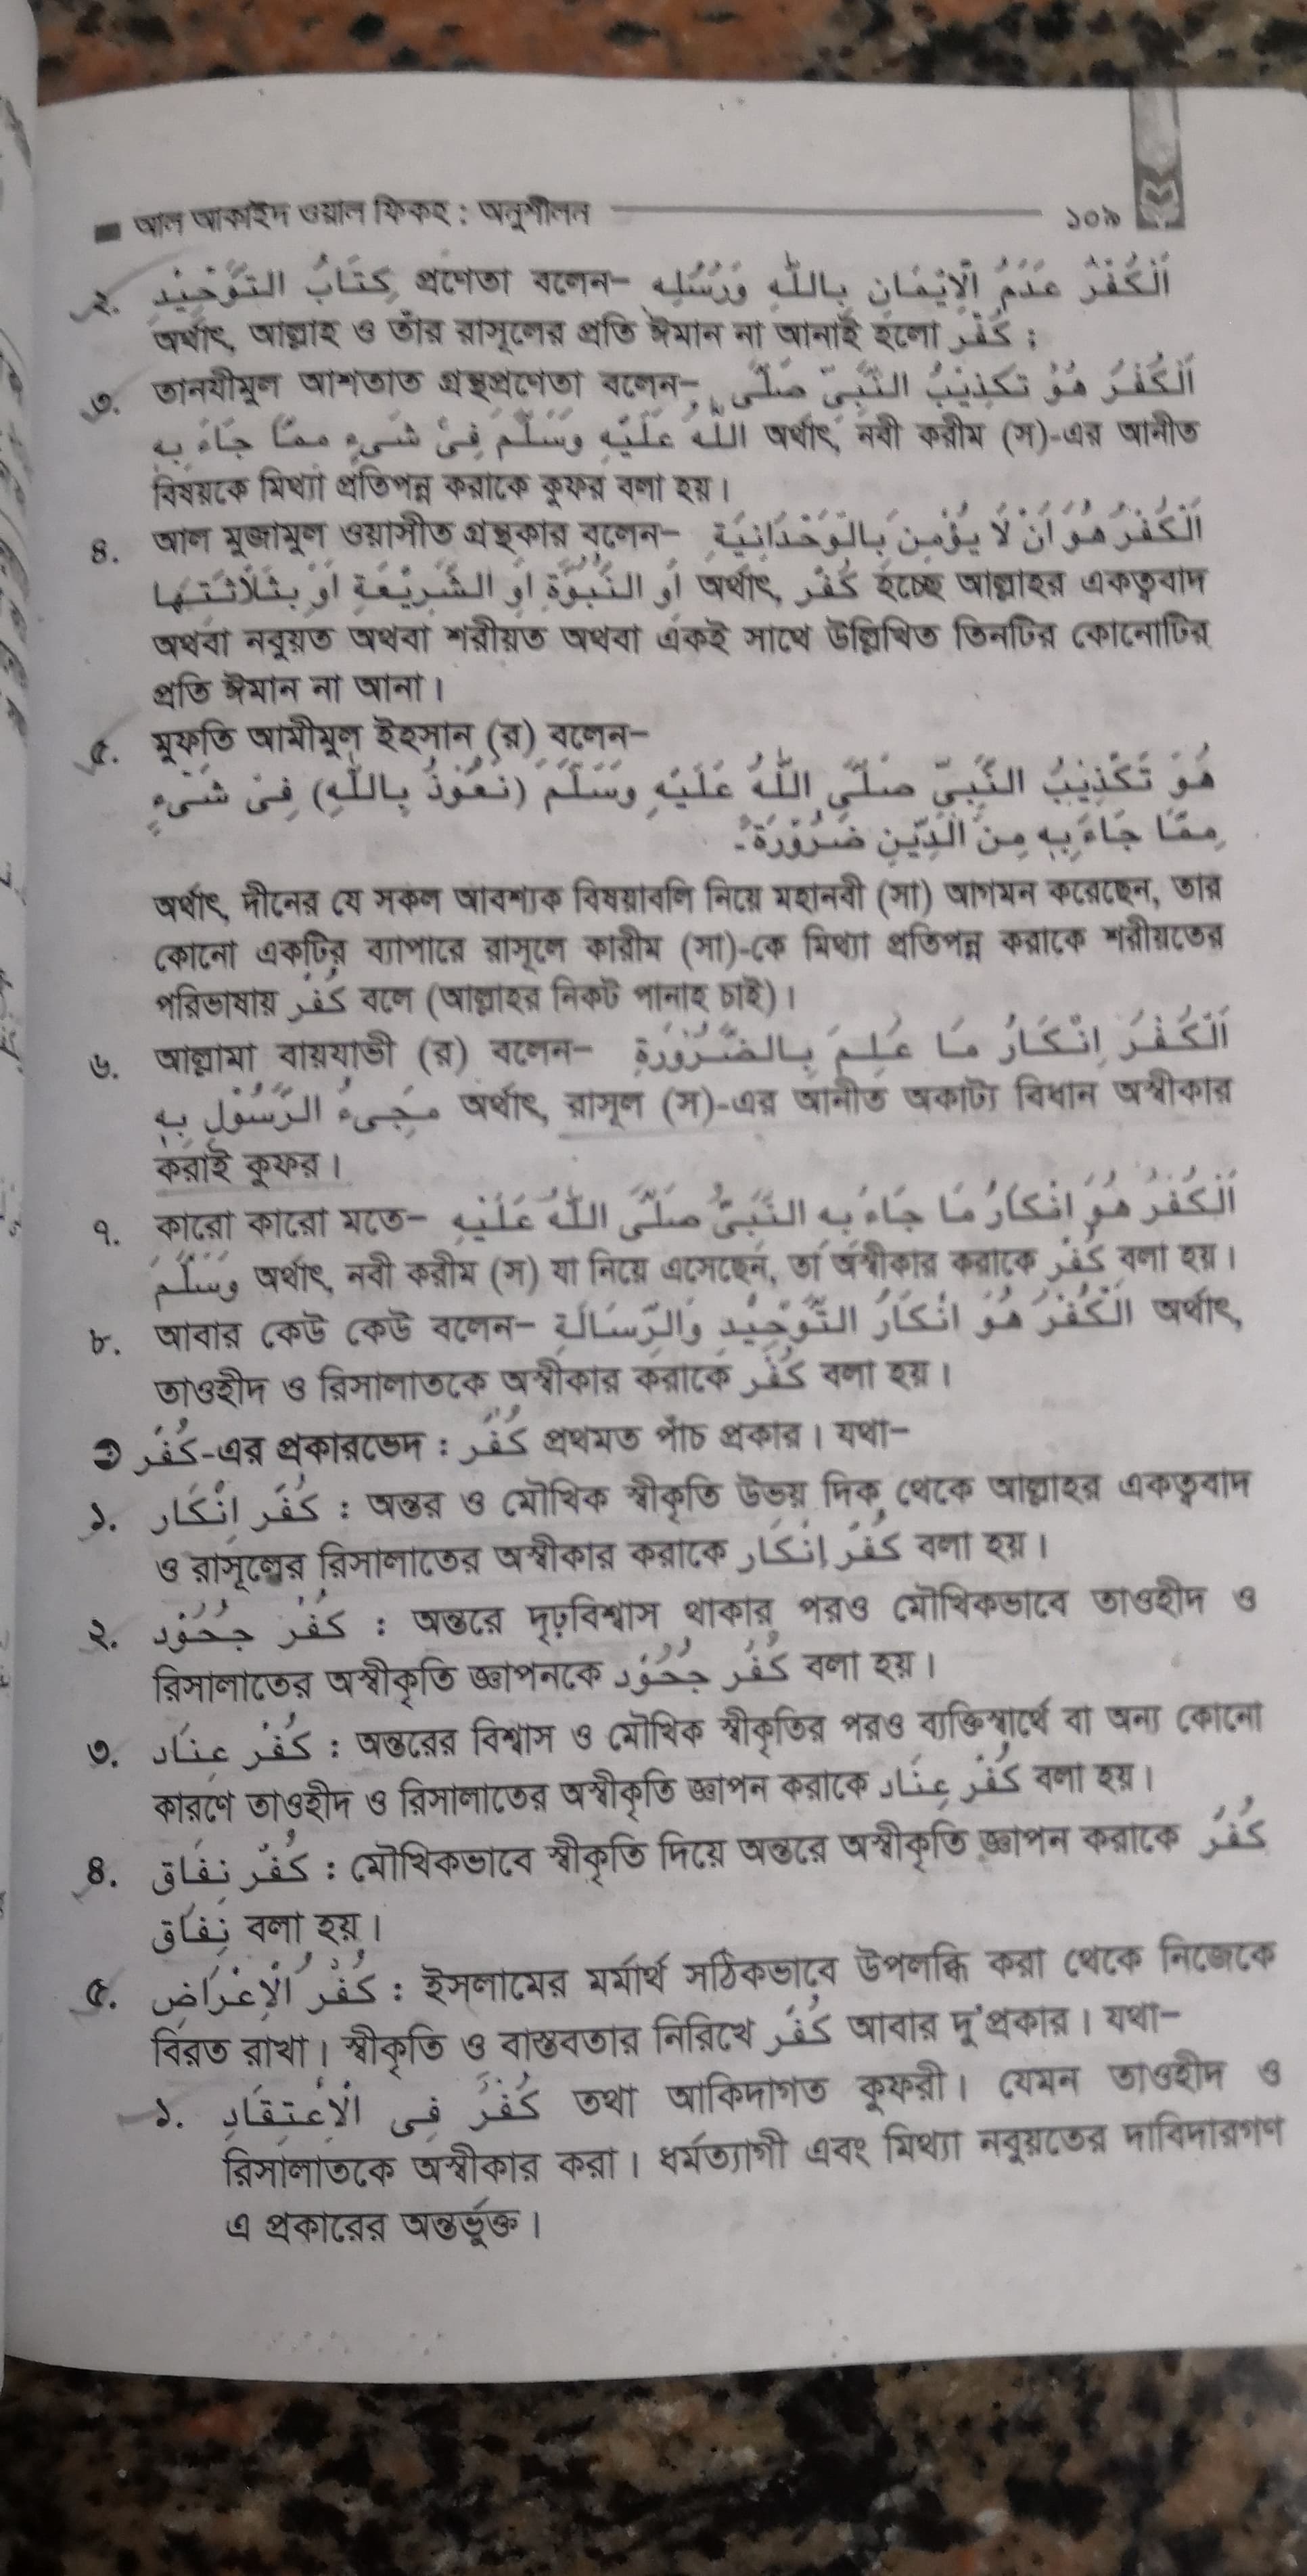 আল আকাইদ ওয়াল ফিকহ : অনুশীলন ১০৯
২. كِتَابُ التَّوْحِيْدِ প্রণেতা বলেন– اَلْكُفْرُ عَدَمُ الْاِيْمَانِ بِاللّٰهِ وَرُسُلِهٖ
অর্থাৎ, আল্লাহ ও তাঁর রাসূলের প্রতি ঈমান না আনাই হলো كُفْر ;
৩. তানযীমুল আশতাত গ্রন্থপ্রণেতা বলেন– اَلْكُفْرُ هُوَ تَكْذِيْبُ النَّبِيِّ صَلَّى
اللّٰهُ عَلَيْهِ وَسَلَّمَ فِىْ شَىْءٍ مِمَّا جَاءَ بِهٖ অর্থাৎ, নবী করীম (স)-এর আনীত
বিষয়কে মিথ্যা প্রতিপন্ন করাকে কুফর বলা হয়।
৪. আল মুজামুল ওয়াসীত গ্রন্থকার বলেন– اَلْكُفْرُ هُوَ اَنْ لَا يُؤْمِنَ بِالْوَحْدَانِيَّةِ
اَوِ النُّبُوَّةِ اَوِ الشَّرِيْعَةِ اَوْ بِثَلَاثَتِهَا অর্থাৎ, كُفْر হচ্ছে আল্লাহর একত্ববাদ
অথবা নবুয়ত অথবা শরীয়ত অথবা একই সাথে উল্লিখিত তিনটির কোনোটির
প্রতি ঈমান না আনা।
৫. মুফতি আমীমুল ইহসান (র) বলেন–
هُوَ تَكْذِيْبُ النَّبِيِّ صَلَّى اللّٰهُ عَلَيْهِ وَسَلَّمَ (نَعُوْذُ بِاللّٰهِ) فِىْ شَىْءٍ
مِمَّا جَاءَ بِهٖ مِنَ الدِّيْنِ ضَرُوْرَةً.
অর্থাৎ, দীনের যে সকল আবশ্যক বিষয়াবলি নিয়ে মহানবী (সা) আগমন করেছেন, তার
কোনো একটির ব্যাপারে রাসূলে কারীম (সা)-কে মিথ্যা প্রতিপন্ন করাকে শরীয়তের
পরিভাষায় كُفْر বলে (আল্লাহর নিকট পানাহ চাই)।
৬. আল্লামা বায়যাভী (র) বলেন– اَلْكُفْرُ اِنْكَارُ مَا عُلِمَ بِالضَّرُوْرَةِ
مَجِىْءُ الرَّسُوْلِ بِهٖ অর্থাৎ, রাসূল (স)-এর আনীত অকাট্য বিধান অস্বীকার
করাই কুফর।
৭. কারো কারো মতে– اَلْكُفْرُ هُوَ اِنْكَارُ مَا جَاءَ بِهِ النَّبِىُّ صَلَّى اللّٰهُ عَلَيْهِ
وَسَلَّمَ অর্থাৎ, নবী করীম (স) যা নিয়ে এসেছেন, তা অস্বীকার করাকে كُفْر বলা হয়।
৮. আবার কেউ কেউ বলেন– اَلْكُفْرُ هُوَ اِنْكَارُ التَّوْحِيْدِ وَالرِّسَالَةِ অর্থাৎ,
তাওহীদ ও রিসালাতকে অস্বীকার করাকে كُفْر বলা হয়।
كُفْر-এর প্রকারভেদ : كُفْر প্রথমত পাঁচ প্রকার। যথা–
১. كُفْر اِنْكَار : অন্তর ও মৌখিক স্বীকৃতি উভয় দিক থেকে আল্লাহর একত্ববাদ
ও রাসূলের রিসালাতের অস্বীকার করাকে كُفْر اِنْكَار বলা হয়।
২. كُفْر جُحُوْد : অন্তরে দৃঢ়বিশ্বাস থাকার পরও মৌখিকভাবে তাওহীদ ও
রিসালাতের অস্বীকৃতি জ্ঞাপনকে كُفْر جُحُوْد বলা হয়।
৩. كُفْر عِنَاد : অন্তরের বিশ্বাস ও মৌখিক স্বীকৃতির পরও ব্যক্তিস্বার্থে বা অন্য কোনো
কারণে তাওহীদ ও রিসালাতের অস্বীকৃতি জ্ঞাপন করাকে كُفْر عِنَاد বলা হয়।
৪. كُفْر نِفَاق : মৌখিকভাবে স্বীকৃতি দিয়ে অন্তরে অস্বীকৃতি জ্ঞাপন করাকে كُفْر
نِفَاق বলা হয়।
৫. كُفْرُ الْاِعْرَاضِ : ইসলামের মর্মার্থ সঠিকভাবে উপলব্ধি করা থেকে নিজেকে
বিরত রাখা। স্বীকৃতি ও বাস্তবতার নিরিখে كُفْر আবার দু'প্রকার। যথা–
১. كُفْر فِى الْاِعْتِقَادِ তথা আকিদাগত কুফরী। যেমন তাওহীদ ও
রিসালাতকে অস্বীকার করা। ধর্মত্যাগী এবং মিথ্যা নবুয়তের দাবিদারগণ
এ প্রকারের অন্তর্ভুক্ত।